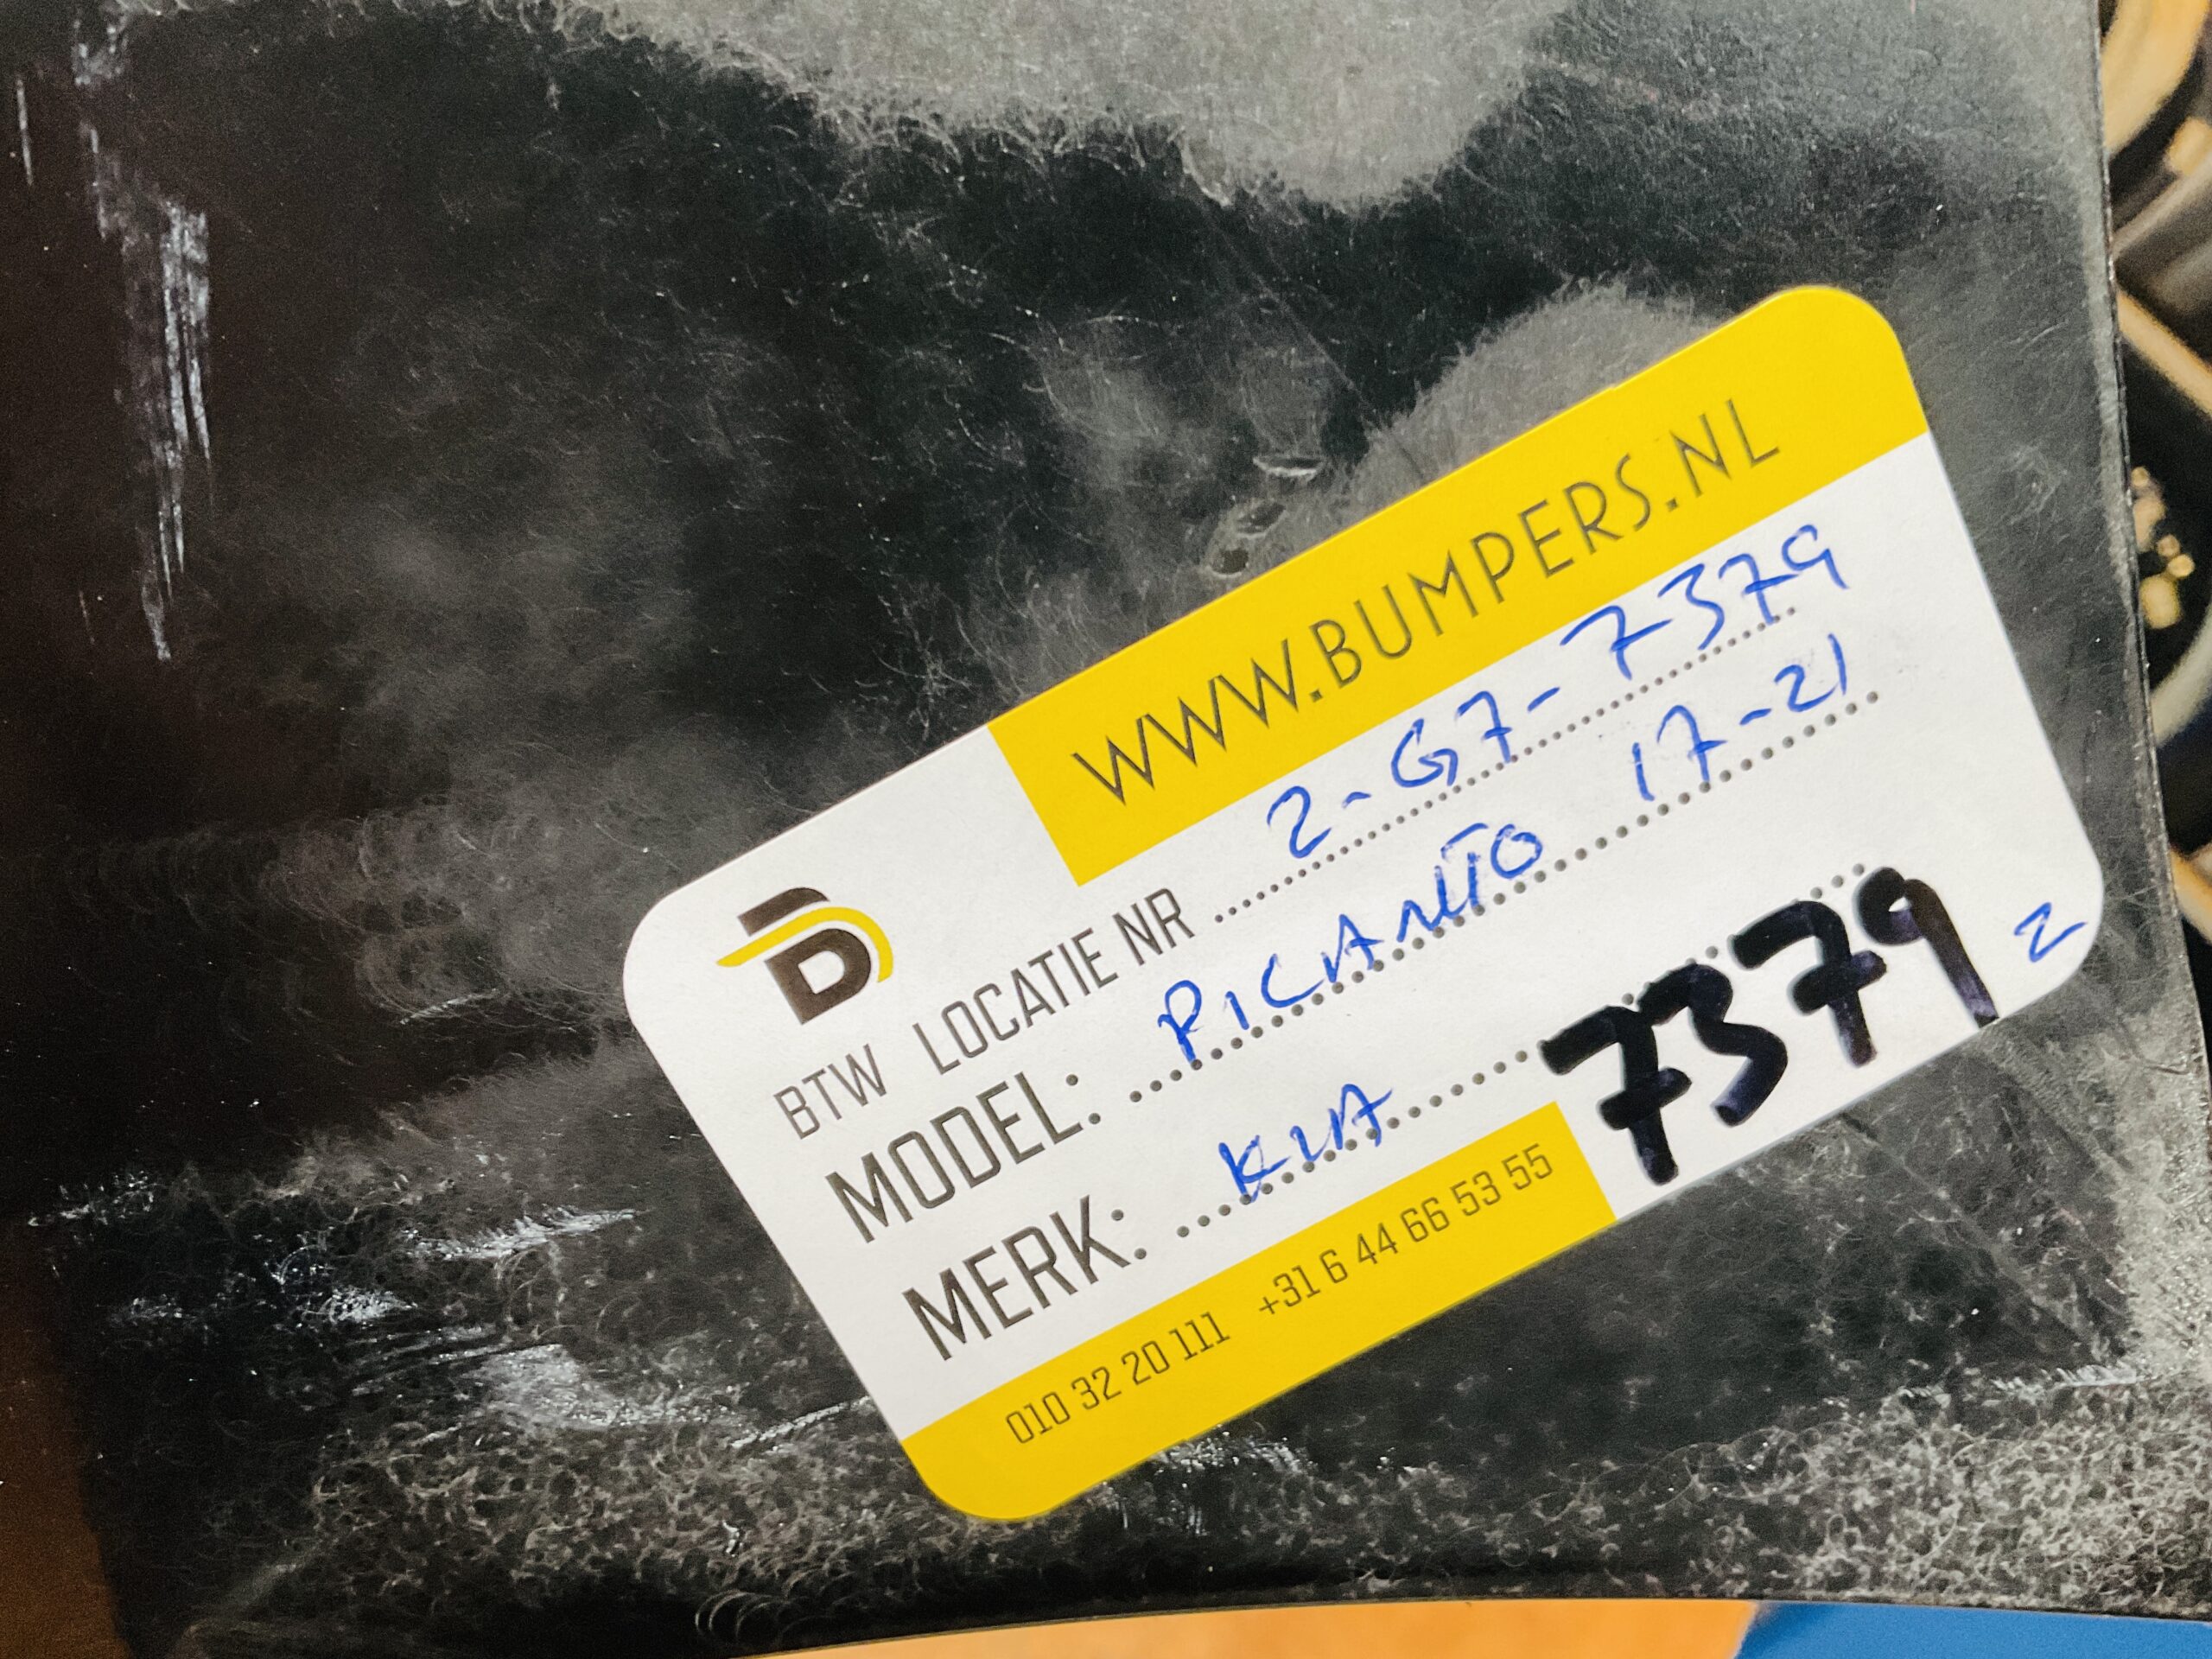 WWW.BUMPERS.NL
B
BTW LOCATIE NR 2-G7-7379
MODEL: PICANTO 17-21
MERK: KIA
7379
2
010 32 20 111 +31 6 44 66 53 55